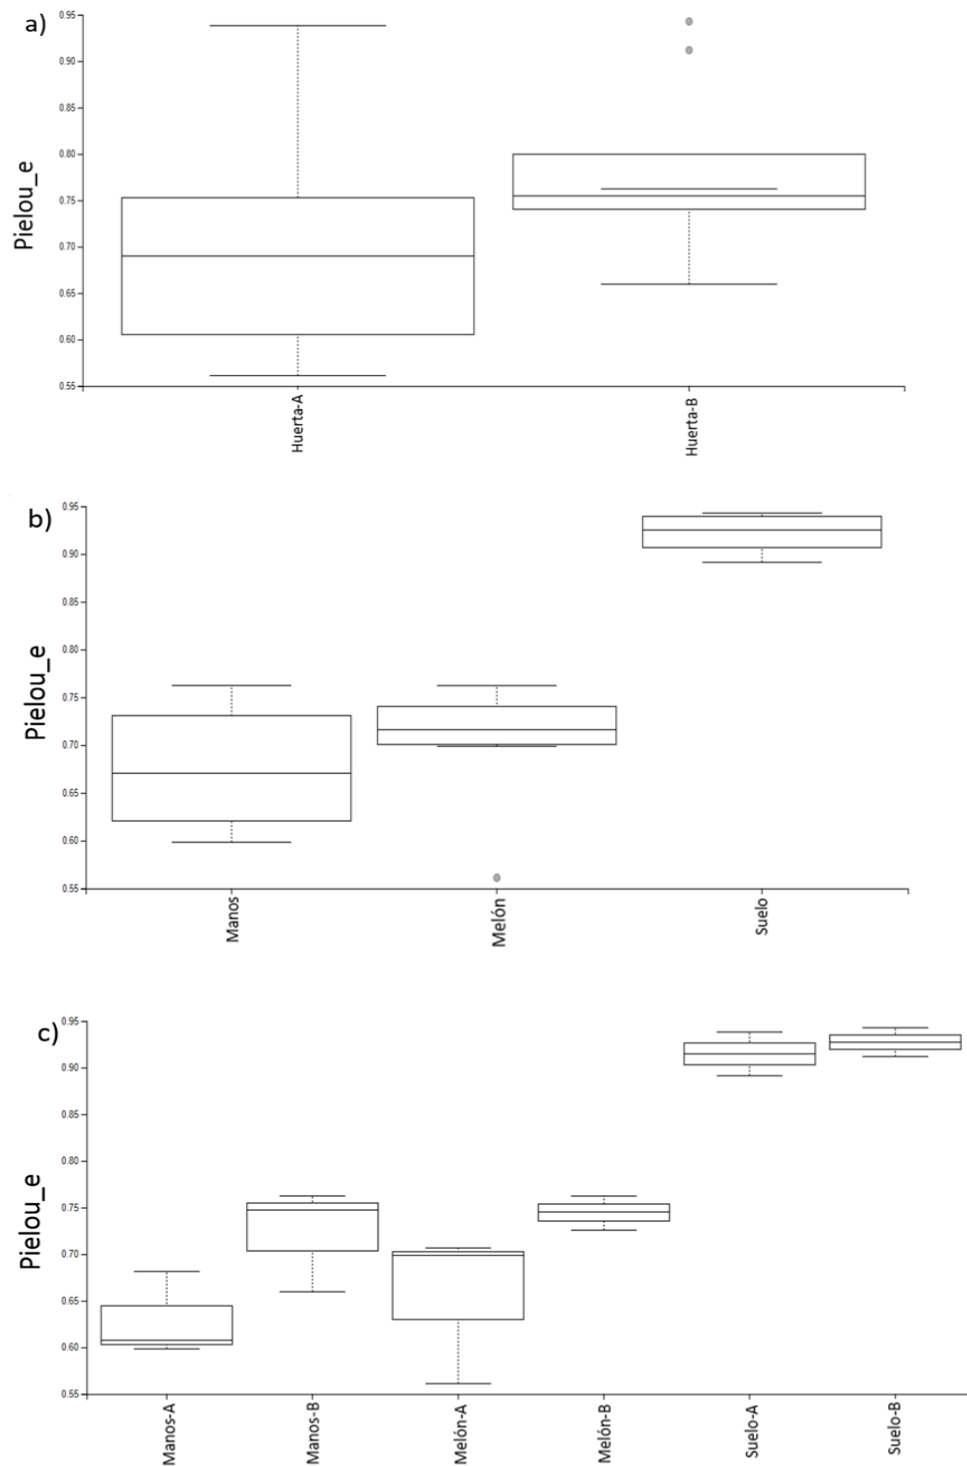 a)
Pielou_e
0.95
0.90
0.85
0.80
0.75
0.70
0.65
0.60
0.55
Huerta-A
Huerta-B
b)
Pielou_e
0.95
0.90
0.85
0.80
0.75
0.70
0.65
0.60
0.55
Manos
Melón
Suelo
c)
Pielou_e
0.95
0.90
0.85
0.80
0.75
0.70
0.65
0.60
0.55
Manos-A
Manos-B
Melón-A
Melón-B
Suelo-A
Suelo-B